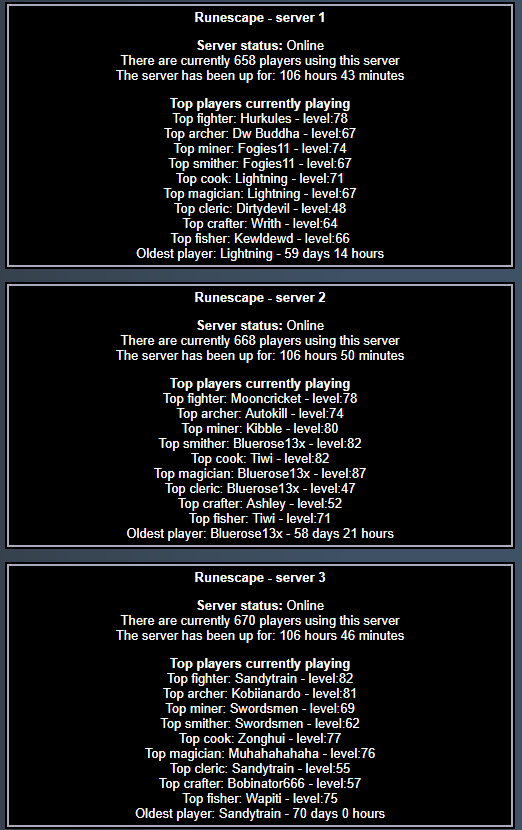 Runescape - server 1
Server status: Online
There are currently 658 players using this server
The server has been up for: 106 hours 43 minutes
Top players currently playing
Top fighter: Hurkules - level:78
Top archer: Dw Buddha - level:67
Top miner: Fogies11 - level:74
Top smither: Fogies11 - level:67
Top cook: Lightning - level:71
Top magician: Lightning - level:67
Top cleric: Dirtydevil - level:48
Top crafter: Writh - level:64
Top fisher: Kewldewd - level:66
Oldest player: Lightning - 59 days 14 hours
Runescape - server 2
Server status: Online
There are currently 668 players using this server
The server has been up for: 106 hours 50 minutes
Top players currently playing
Top fighter: Mooncricket - level:78
Top archer: Autokill - level:74
Top miner: Kibble - level:80
Top smither: Bluerose13x - level:82
Top cook: Tiwi - level:82
Top magician: Bluerose13x - level:87
Top cleric: Bluerose13x - level:47
Top crafter: Ashley - level:52
Top fisher: Tiwi - level:71
Oldest player: Bluerose13x - 58 days 21 hours
Runescape - server 3
Server status: Online
There are currently 670 players using this server
The server has been up for: 106 hours 46 minutes
Top players currently playing
Top fighter: Sandytrain - level:82
Top archer: Kobiianardo - level:81
Top miner: Swordsmen - level:69
Top smither: Swordsmen - level:62
Top cook: Zonghui - level:77
Top magician: Muhahahahaha - level:76
Top cleric: Sandytrain - level:55
Top crafter: Bobinator666 - level:57
Top fisher: Wapiti - level:75
Oldest player: Sandytrain - 70 days 0 hours